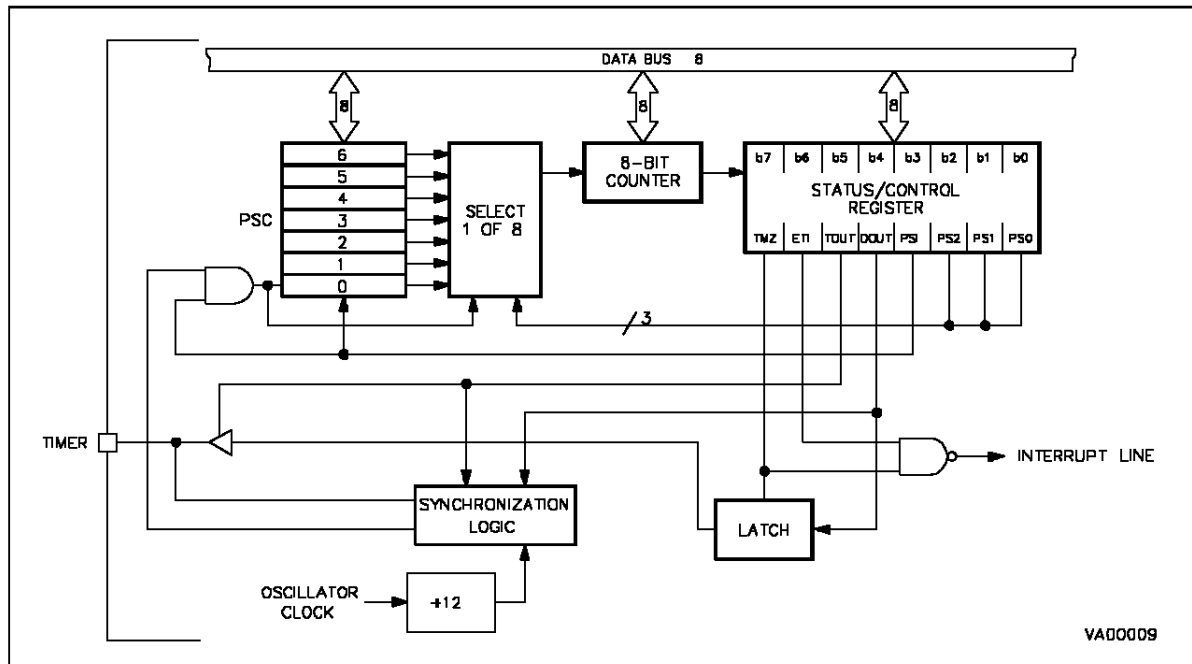 DATA BUS 8
8 8 8
6
5
4
3
2
1
0
PSC
SELECT
1 OF 8
8-BIT
COUNTER
b7 b6 b5 b4 b3 b2 b1 b0
STATUS/CONTROL
REGISTER
TMZ ETI TOUT DOUT PSI PS2 PS1 PS0
3
TIMER
SYNCHRONIZATION
LOGIC
LATCH
INTERRUPT LINE
OSCILLATOR
CLOCK
÷12
VA00009